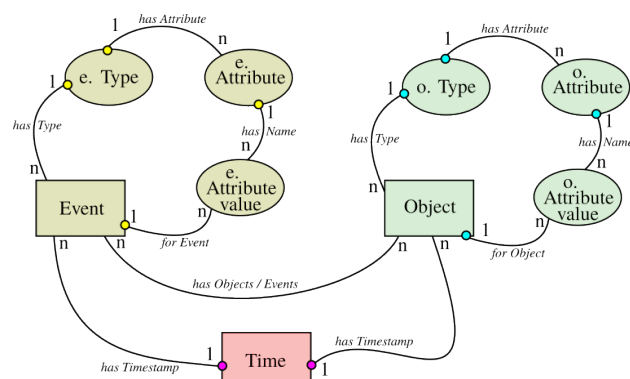 1
has Attribute
n
e. Type
1
e.
Attribute
1
has Type
has Name
n
n
e.
Attribute
value
Event
1
n
for Event
n
n
1
has Attribute
n
o. Type
1
o.
Attribute
1
has Type
has Name
n
n
o.
Attribute
value
Object
1
n
for Object
n
n
has Objects / Events
has Timestamp
1
Time
has Timestamp
1